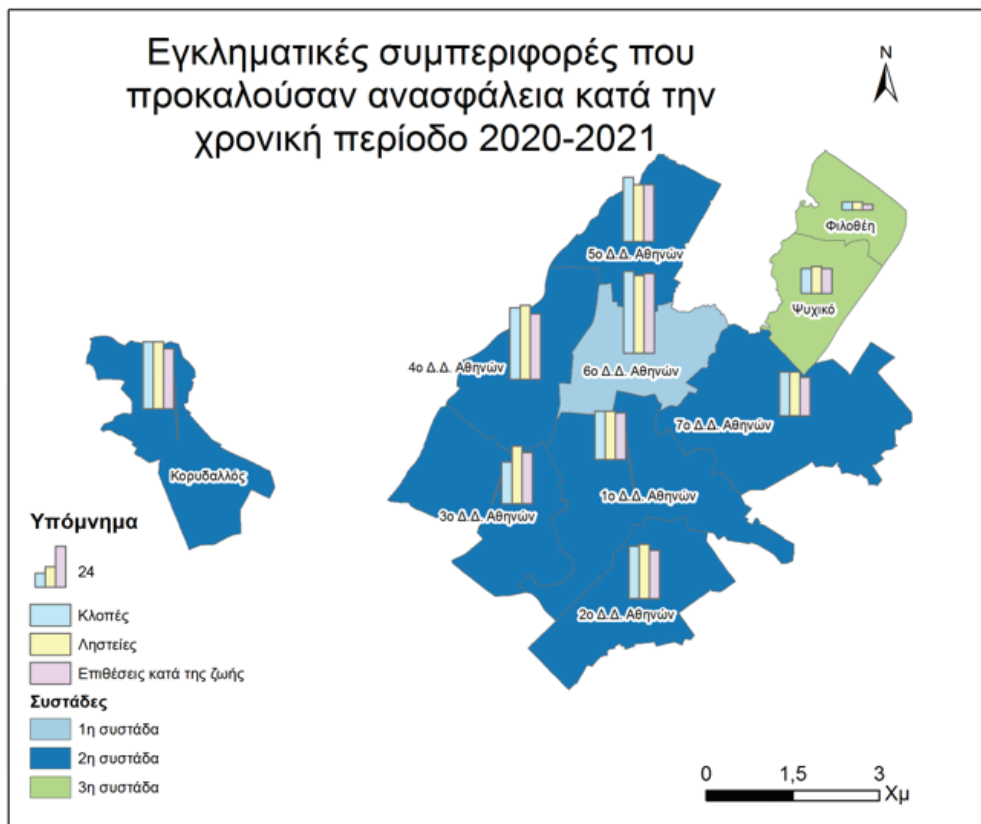 Εγκληματικές συμπεριφορές που
προκαλούσαν ανασφάλεια κατά την
χρονική περίοδο 2020-2021
N
Φιλοθέη
5ο Δ.Δ. Αθηνών
Ψυχικό
4ο Δ.Δ. Αθηνών
6ο Δ.Δ. Αθηνών
7ο Δ.Δ. Αθηνών
Κορυδαλλός
1ο Δ.Δ. Αθηνών
3ο Δ.Δ. Αθηνών
2ο Δ.Δ. Αθηνών
Υπόμνημα
24
Κλοπές
Ληστείες
Επιθέσεις κατά της ζωής
Συστάδες
1η συστάδα
2η συστάδα
3η συστάδα
0 1,5 3
Χμ